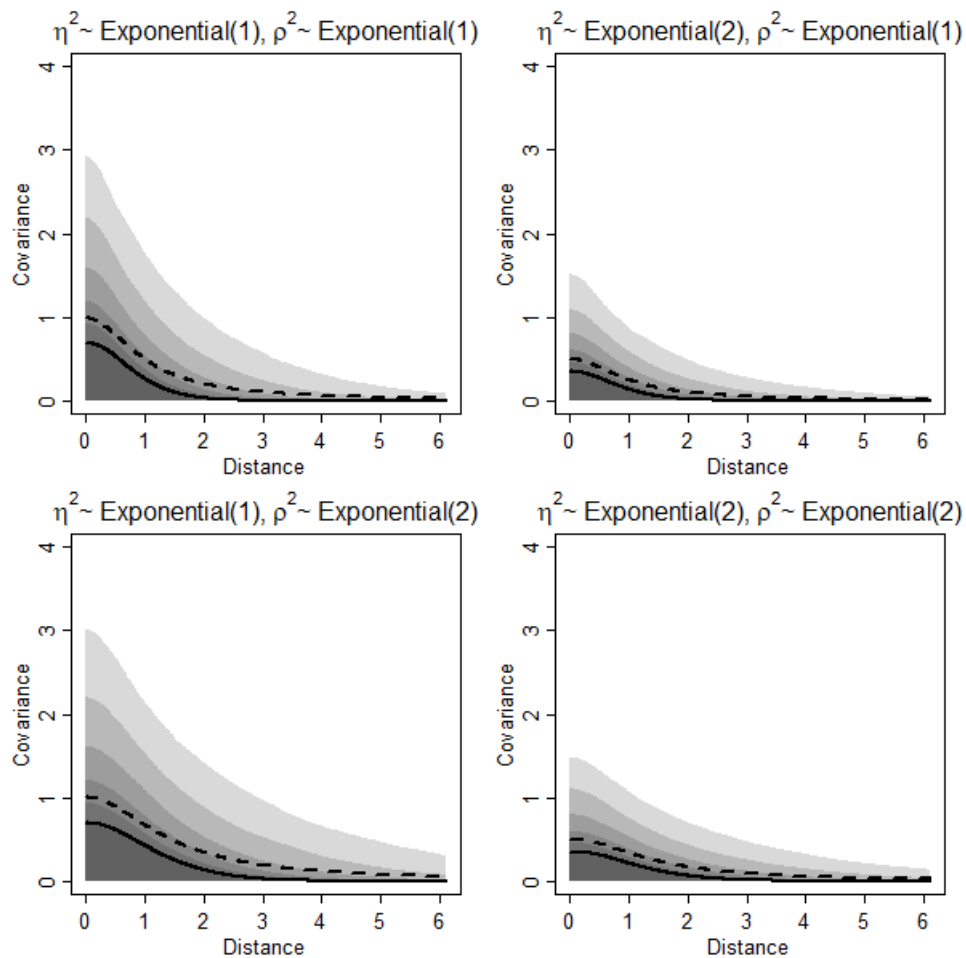 η²~ Exponential(1), ρ²~ Exponential(1)
4
3
2
1
0
Covariance
0 1 2 3 4 5 6
Distance
η²~ Exponential(2), ρ²~ Exponential(1)
4
3
2
1
0
Covariance
0 1 2 3 4 5 6
Distance
η²~ Exponential(1), ρ²~ Exponential(2)
4
3
2
1
0
Covariance
0 1 2 3 4 5 6
Distance
η²~ Exponential(2), ρ²~ Exponential(2)
4
3
2
1
0
Covariance
0 1 2 3 4 5 6
Distance